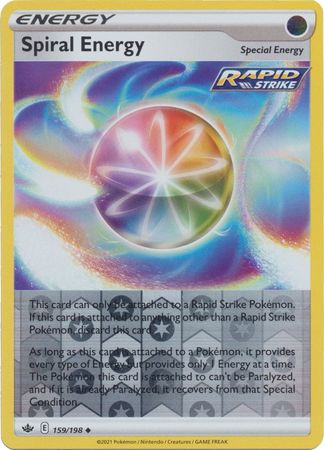 ENERGY
Spiral Energy
Special Energy
RAPID
STRIKE
This card can only be attached to a Rapid Strike Pokémon.
If this card is attached to anything other than a Rapid Strike
Pokémon, discard this card.
As long as this card is attached to a Pokémon, it provides
every type of Energy but provides only 1 Energy at a time.
The Pokémon this card is attached to can't be Paralyzed,
and if it is already Paralyzed, it recovers from that Special
Condition.
E 159/198
©2021 Pokémon / Nintendo / Creatures / GAME FREAK